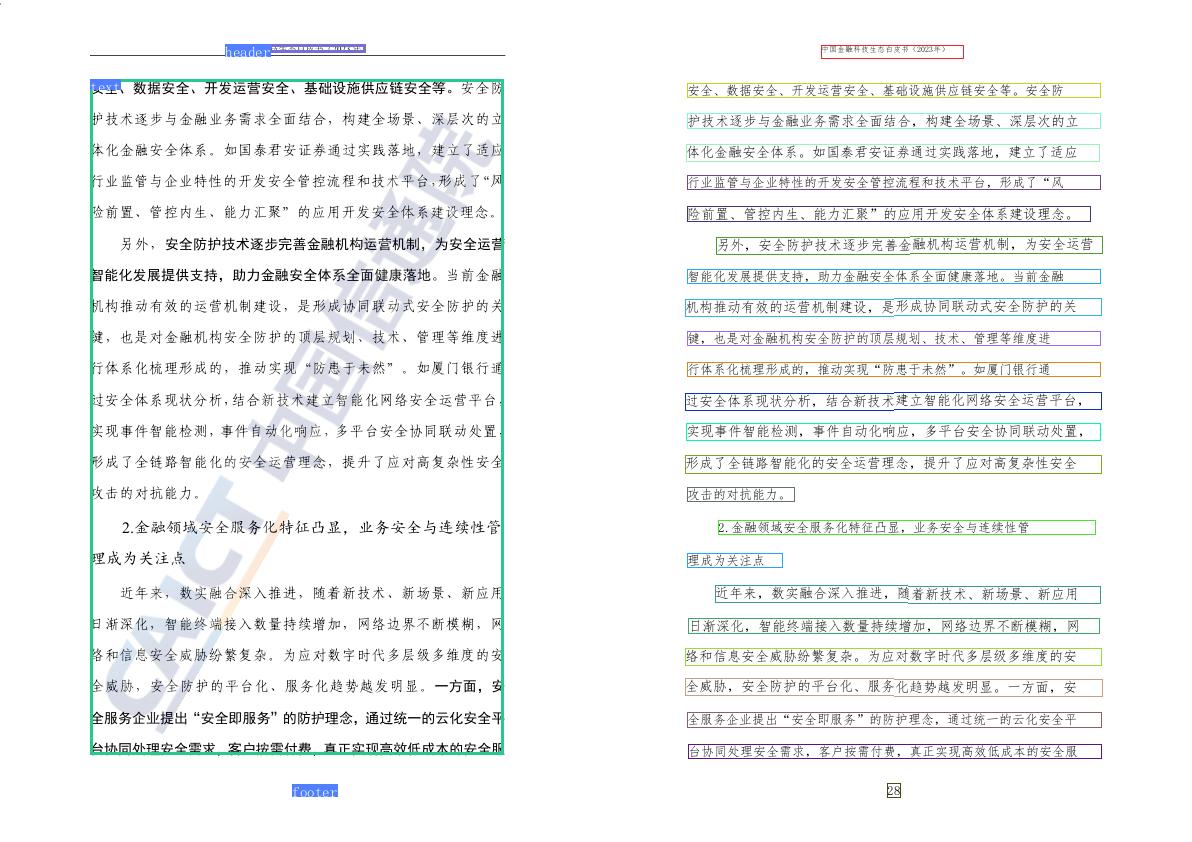 header
text
安全、数据安全、开发运营安全、基础设施供应链安全等。安全防
护技术逐步与金融业务需求全面结合，构建全场景、深层次的立
体化金融安全体系。如国泰君安证券通过实践落地，建立了适应
行业监管与企业特性的开发安全管控流程和技术平台，形成了“风
险前置、管控内生、能力汇聚”的应用开发安全体系建设理念。
另外，安全防护技术逐步完善金融机构运营机制，为安全运营
智能化发展提供支持，助力金融安全体系全面健康落地。当前金融
机构推动有效的运营机制建设，是形成协同联动式安全防护的关
键，也是对金融机构安全防护的顶层规划、技术、管理等维度进
行体系化梳理形成的，推动实现“防患于未然”。如厦门银行通
过安全体系现状分析，结合新技术建立智能化网络安全运营平台，
实现事件智能检测，事件自动化响应，多平台安全协同联动处置，
形成了全链路智能化的安全运营理念，提升了应对高复杂性安全
攻击的对抗能力。
2.金融领域安全服务化特征凸显，业务安全与连续性管
理成为关注点
近年来，数实融合深入推进，随着新技术、新场景、新应用
日渐深化，智能终端接入数量持续增加，网络边界不断模糊，网
络和信息安全威胁纷繁复杂。为应对数字时代多层级多维度的安
全威胁，安全防护的平台化、服务化趋势越发明显。一方面，安
全服务企业提出“安全即服务”的防护理念，通过统一的云化安全平
台协同处理安全需求，客户按需付费，真正实现高效低成本的安全服
CAICT 中国信通院
footer
中国金融科技生态白皮书（2023年）
安全、数据安全、开发运营安全、基础设施供应链安全等。安全防
护技术逐步与金融业务需求全面结合，构建全场景、深层次的立
体化金融安全体系。如国泰君安证券通过实践落地，建立了适应
行业监管与企业特性的开发安全管控流程和技术平台，形成了“风
险前置、管控内生、能力汇聚”的应用开发安全体系建设理念。
另外，安全防护技术逐步完善金融机构运营机制，为安全运营
智能化发展提供支持，助力金融安全体系全面健康落地。当前金融
机构推动有效的运营机制建设，是形成协同联动式安全防护的关
键，也是对金融机构安全防护的顶层规划、技术、管理等维度进
行体系化梳理形成的，推动实现“防患于未然”。如厦门银行通
过安全体系现状分析，结合新技术建立智能化网络安全运营平台，
实现事件智能检测，事件自动化响应，多平台安全协同联动处置，
形成了全链路智能化的安全运营理念，提升了应对高复杂性安全
攻击的对抗能力。
2.金融领域安全服务化特征凸显，业务安全与连续性管
理成为关注点
近年来，数实融合深入推进，随着新技术、新场景、新应用
日渐深化，智能终端接入数量持续增加，网络边界不断模糊，网
络和信息安全威胁纷繁复杂。为应对数字时代多层级多维度的安
全威胁，安全防护的平台化、服务化趋势越发明显。一方面，安
全服务企业提出“安全即服务”的防护理念，通过统一的云化安全平
台协同处理安全需求，客户按需付费，真正实现高效低成本的安全服
28